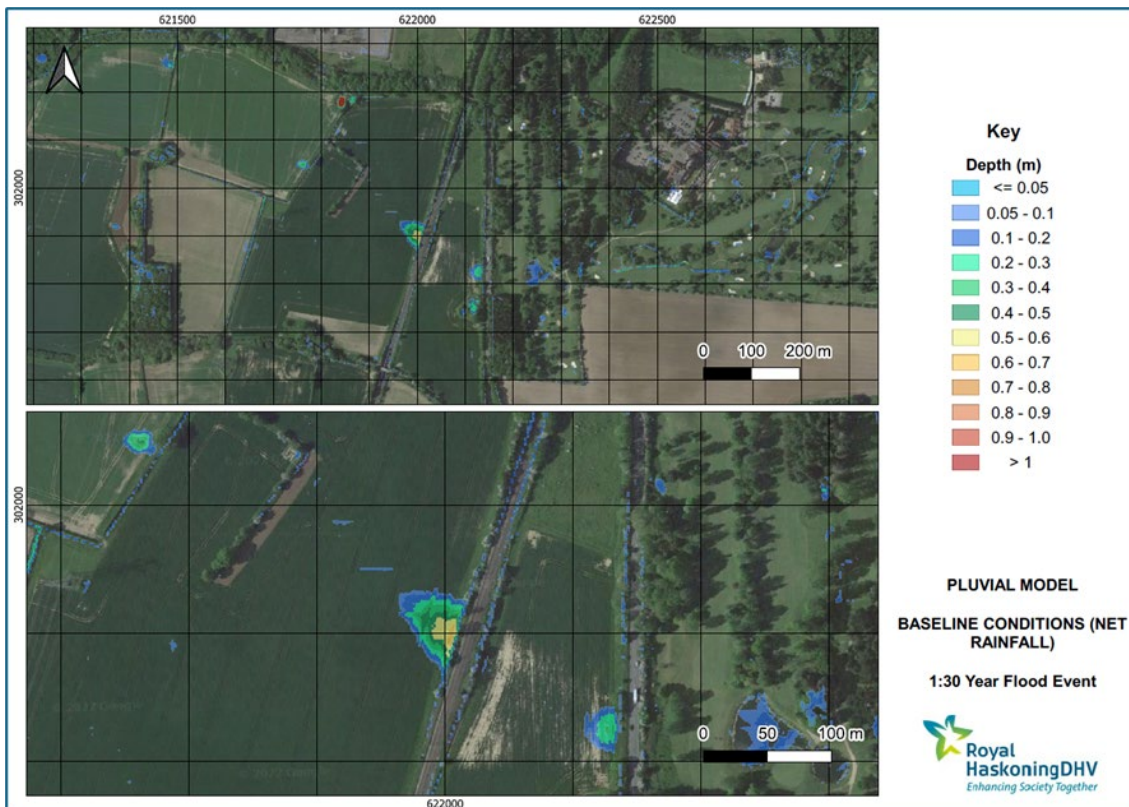 621500 622000 622500
302000
0 100 200 m
302000
0 50 100 m
622000
Key
Depth (m)
<= 0.05
0.05 - 0.1
0.1 - 0.2
0.2 - 0.3
0.3 - 0.4
0.4 - 0.5
0.5 - 0.6
0.6 - 0.7
0.7 - 0.8
0.8 - 0.9
0.9 - 1.0
> 1
PLUVIAL MODEL
BASELINE CONDITIONS (NET
RAINFALL)
1:30 Year Flood Event
Royal
HaskoningDHV
Enhancing Society Together